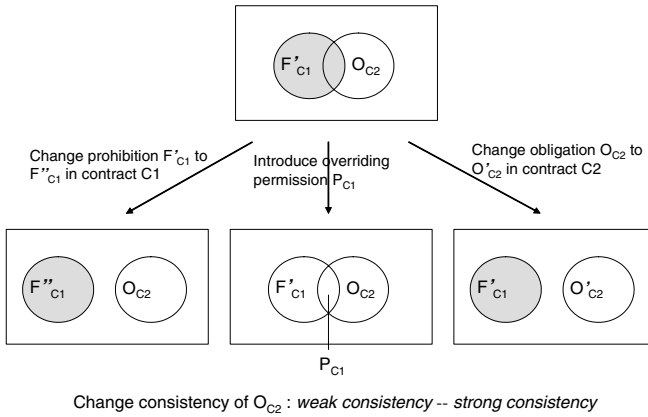 F'C1 OC2
Change prohibition F'C1 to
F''C1 in contract C1
Introduce overriding
permission PC1
Change obligation OC2 to
O'C2 in contract C2
F''C1 OC2
F'C1 OC2
F'C1 O'C2
PC1
Change consistency of OC2 : weak consistency -- strong consistency